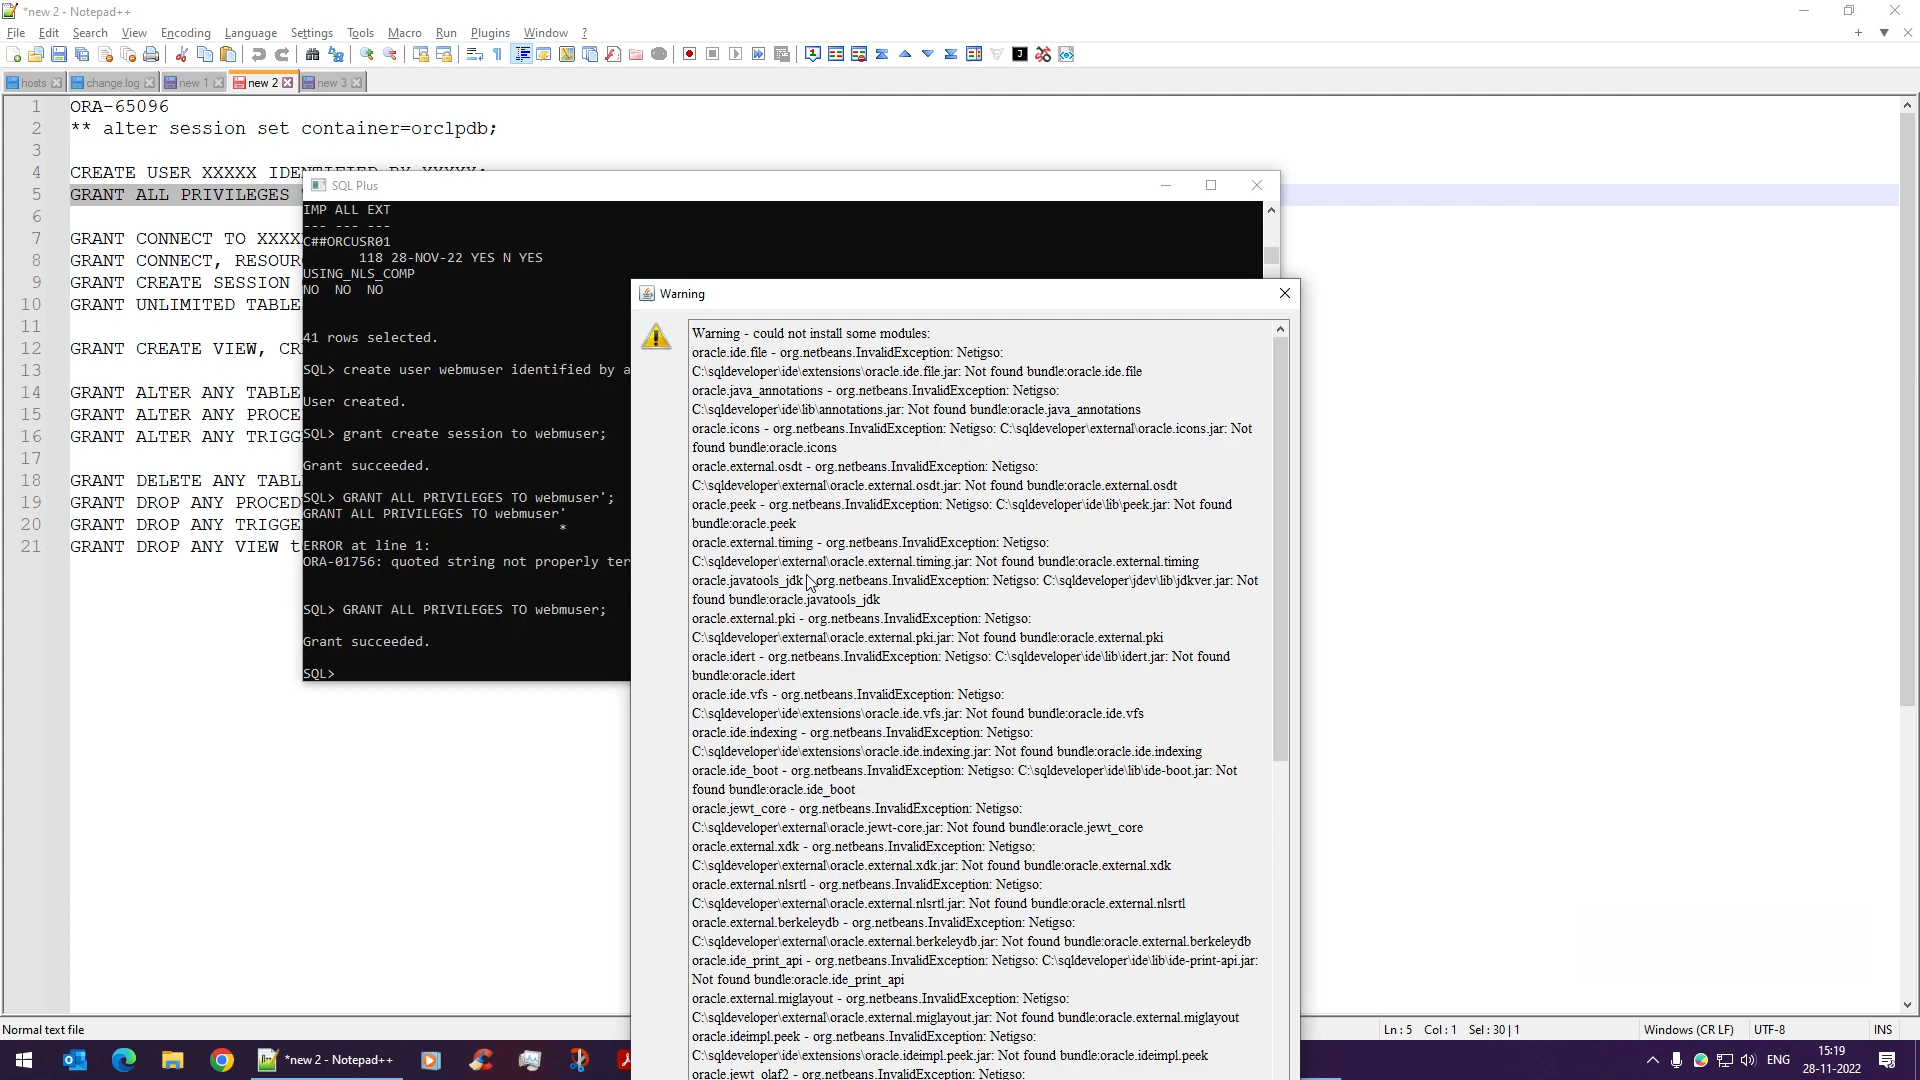 *new 2 - Notepad++
File Edit Search View Encoding Language Settings Tools Macro Run Plugins Window ?
hosts change.log new 1 new 2 new 3
1 ORA-65096
2 ** alter session set container=orclpdb;
3
4 CREATE USER XXXXX IDENTIFIED BY XXXXX;
5 GRANT ALL PRIVILEGES
6
7 GRANT CONNECT TO XXXX
8 GRANT CONNECT, RESOUR
9 GRANT CREATE SESSION
10 GRANT UNLIMITED TABLE
11
12 GRANT CREATE VIEW, CR
13
14 GRANT ALTER ANY TABLE
15 GRANT ALTER ANY PROCE
16 GRANT ALTER ANY TRIGG
17
18 GRANT DELETE ANY TABL
19 GRANT DROP ANY PROCED
20 GRANT DROP ANY TRIGGE
21 GRANT DROP ANY VIEW t
SQL Plus
IMP ALL EXT
--- --- ---
C##ORCUSR01
118 28-NOV-22 YES N YES
USING_NLS_COMP
NO NO NO
41 rows selected.
SQL> create user webmuser identified by a
User created.
SQL> grant create session to webmuser;
Grant succeeded.
SQL> GRANT ALL PRIVILEGES TO webmuser';
GRANT ALL PRIVILEGES TO webmuser'
*
ERROR at line 1:
ORA-01756: quoted string not properly ter
SQL> GRANT ALL PRIVILEGES TO webmuser;
Grant succeeded.
SQL>
Warning
Warning - could not install some modules:
oracle.ide.file - org.netbeans.InvalidException: Netigso:
C:\sqldeveloper\ide\extensions\oracle.ide.file.jar: Not found bundle:oracle.ide.file
oracle.java_annotations - org.netbeans.InvalidException: Netigso:
C:\sqldeveloper\ide\lib\annotations.jar: Not found bundle:oracle.java_annotations
oracle.icons - org.netbeans.InvalidException: Netigso: C:\sqldeveloper\external\oracle.icons.jar: Not
found bundle:oracle.icons
oracle.external.osdt - org.netbeans.InvalidException: Netigso:
C:\sqldeveloper\external\oracle.external.osdt.jar: Not found bundle:oracle.external.osdt
oracle.peek - org.netbeans.InvalidException: Netigso: C:\sqldeveloper\ide\lib\peek.jar: Not found
bundle:oracle.peek
oracle.external.timing - org.netbeans.InvalidException: Netigso:
C:\sqldeveloper\external\oracle.external.timing.jar: Not found bundle:oracle.external.timing
oracle.javatools_jdk - org.netbeans.InvalidException: Netigso: C:\sqldeveloper\jdev\lib\jdkver.jar: Not
found bundle:oracle.javatools_jdk
oracle.external.pki - org.netbeans.InvalidException: Netigso:
C:\sqldeveloper\external\oracle.external.pki.jar: Not found bundle:oracle.external.pki
oracle.idert - org.netbeans.InvalidException: Netigso: C:\sqldeveloper\ide\lib\idert.jar: Not found
bundle:oracle.idert
oracle.ide.vfs - org.netbeans.InvalidException: Netigso:
C:\sqldeveloper\ide\extensions\oracle.ide.vfs.jar: Not found bundle:oracle.ide.vfs
oracle.ide.indexing - org.netbeans.InvalidException: Netigso:
C:\sqldeveloper\ide\extensions\oracle.ide.indexing.jar: Not found bundle:oracle.ide.indexing
oracle.ide_boot - org.netbeans.InvalidException: Netigso: C:\sqldeveloper\ide\lib\ide-boot.jar: Not
found bundle:oracle.ide_boot
oracle.jewt_core - org.netbeans.InvalidException: Netigso:
C:\sqldeveloper\external\oracle.jewt-core.jar: Not found bundle:oracle.jewt_core
oracle.external.xdk - org.netbeans.InvalidException: Netigso:
C:\sqldeveloper\external\oracle.external.xdk.jar: Not found bundle:oracle.external.xdk
oracle.external.nlsrtl - org.netbeans.InvalidException: Netigso:
C:\sqldeveloper\external\oracle.external.nlsrtl.jar: Not found bundle:oracle.external.nlsrtl
oracle.external.berkeleydb - org.netbeans.InvalidException: Netigso:
C:\sqldeveloper\external\oracle.external.berkeleydb.jar: Not found bundle:oracle.external.berkeleydb
oracle.ide_print_api - org.netbeans.InvalidException: Netigso: C:\sqldeveloper\ide\lib\ide-print-api.jar:
Not found bundle:oracle.ide_print_api
oracle.external.miglayout - org.netbeans.InvalidException: Netigso:
C:\sqldeveloper\external\oracle.external.miglayout.jar: Not found bundle:oracle.external.miglayout
oracle.ideimpl.peek - org.netbeans.InvalidException: Netigso:
C:\sqldeveloper\ide\extensions\oracle.ideimpl.peek.jar: Not found bundle:oracle.ideimpl.peek
oracle.jewt_olaf2 - org.netbeans.InvalidException: Netigso:
Normal text file Ln : 5 Col : 1 Sel : 30 | 1 Windows (CR LF) UTF-8 INS
*new 2 - Notepad++ ENG 15:19
28-11-2022